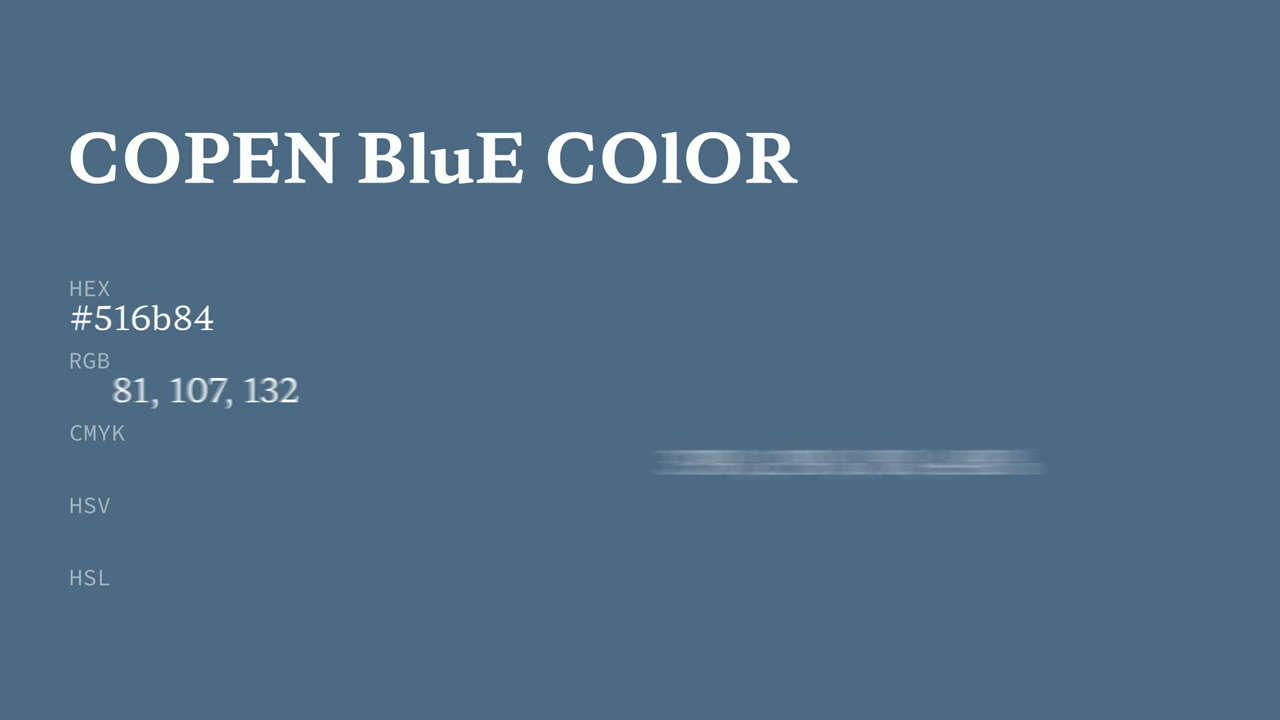 COPEN BluE COlOR
HEX
#516b84
RGB
81, 107, 132
CMYK
HSV
HSL